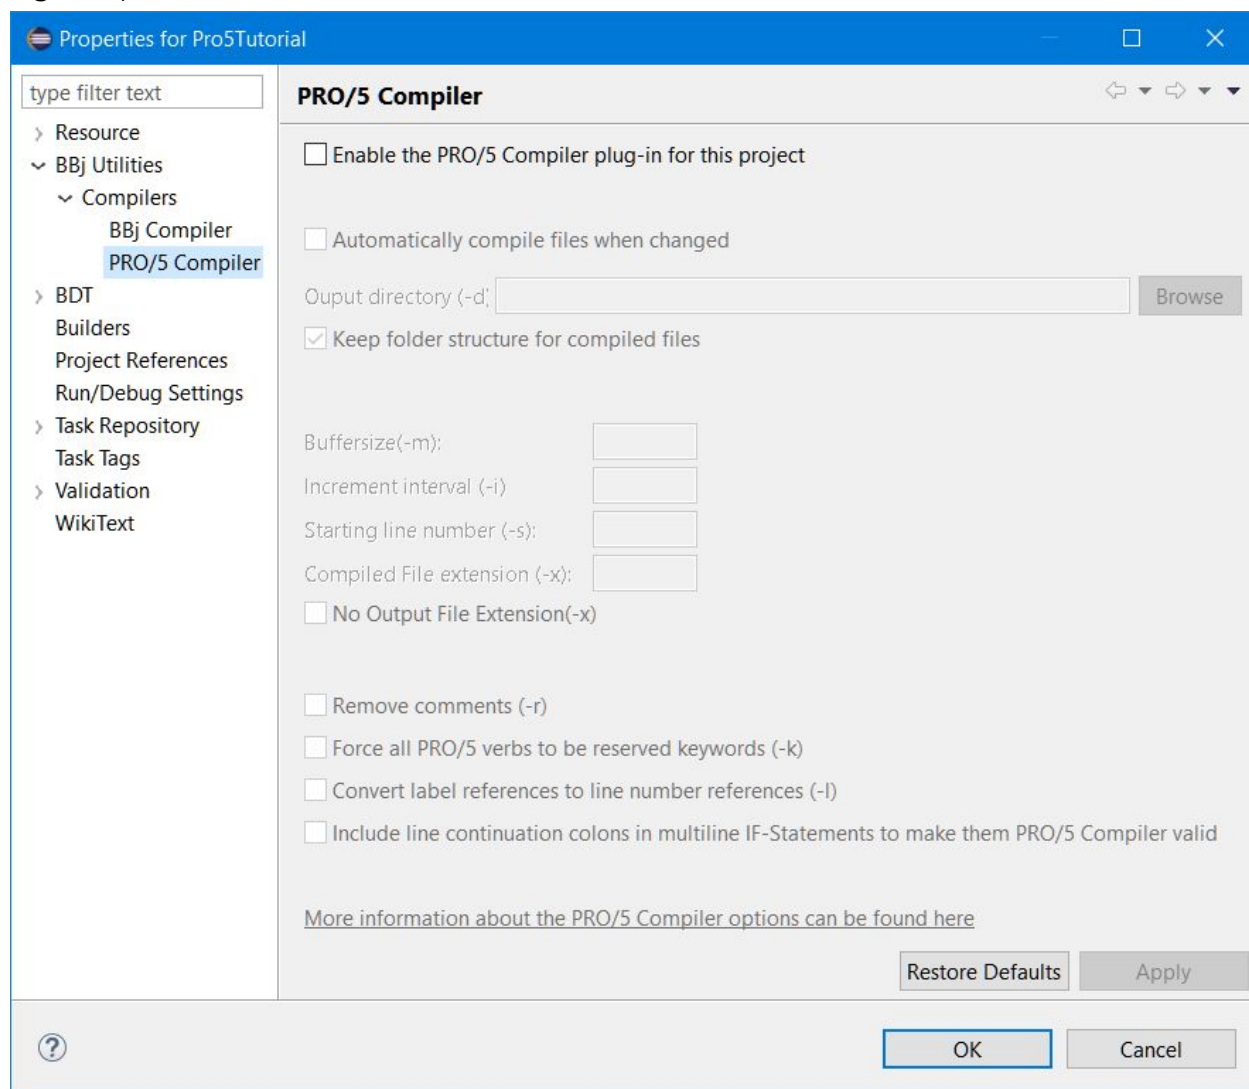 Properties for Pro5Tutorial
type filter text
Resource
BBj Utilities
Compilers
BBj Compiler
PRO/5 Compiler
BDT
Builders
Project References
Run/Debug Settings
Task Repository
Task Tags
Validation
WikiText
PRO/5 Compiler
Enable the PRO/5 Compiler plug-in for this project
Automatically compile files when changed
Ouput directory (-d)
Browse
Keep folder structure for compiled files
Buffersize(-m):
Increment interval (-i)
Starting line number (-s):
Compiled File extension (-x):
No Output File Extension(-x)
Remove comments (-r)
Force all PRO/5 verbs to be reserved keywords (-k)
Convert label references to line number references (-l)
Include line continuation colons in multiline IF-Statements to make them PRO/5 Compiler valid
More information about the PRO/5 Compiler options can be found here
Restore Defaults
Apply
?
OK
Cancel